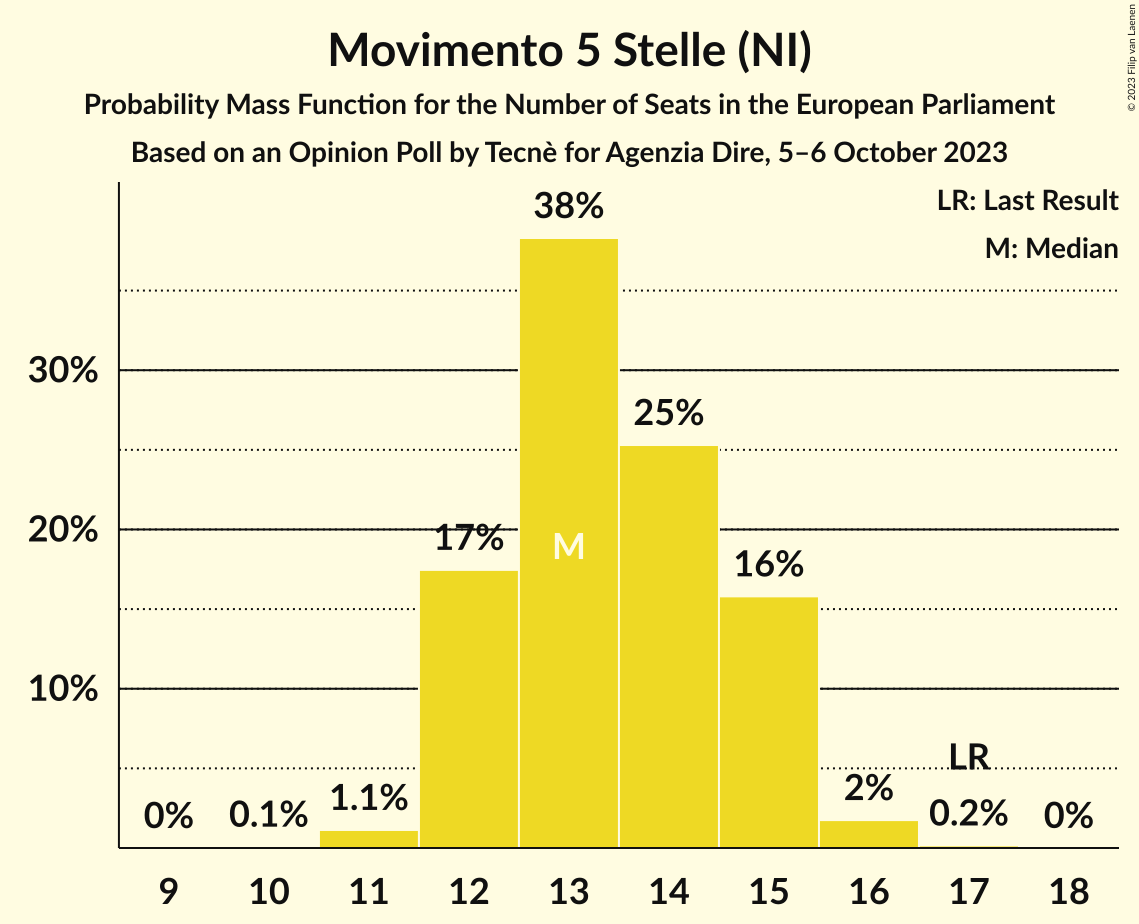 Movimento 5 Stelle (NI)
Probability Mass Function for the Number of Seats in the European Parliament
Based on an Opinion Poll by Tecnè for Agenzia Dire, 5–6 October 2023
© 2023 Filip van Laenen
LR: Last Result
M: Median
38%
30%
25%
20%
17%
M
16%
10%
LR
0%
0.1%
1.1%
2%
0.2%
0%
9 10 11 12 13 14 15 16 17 18